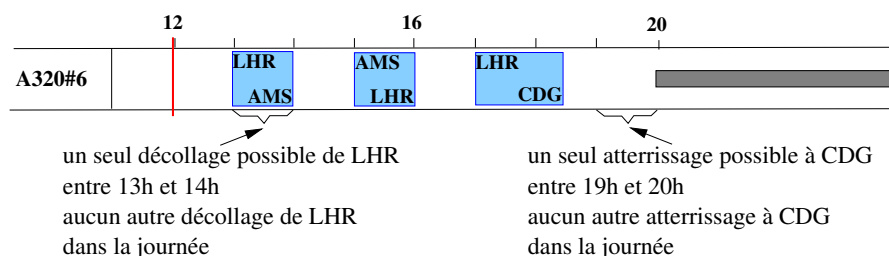 12 16 20
A320#6 LHR AMS AMS LHR LHR CDG
un seul décollage possible de LHR
entre 13h et 14h
aucun autre décollage de LHR
dans la journée
un seul atterrissage possible à CDG
entre 19h et 20h
aucun autre atterrissage à CDG
dans la journée